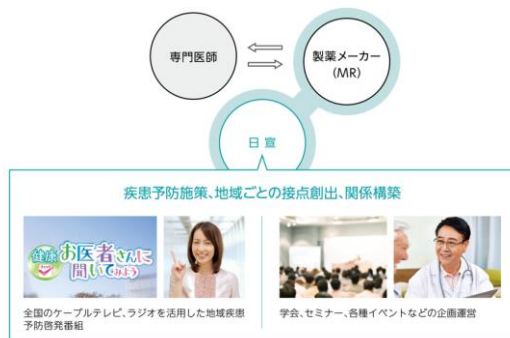 専門医師
製薬メーカー
(MR)
日宣
疾患予防施策、地域ごとの接点創出、関係構築
健康
お医者さんに
聞いてみよう
全国のケーブルテレビ、ラジオを活用した地域疾患
予防啓発番組
学会、セミナー、各種イベントなどの企画運営